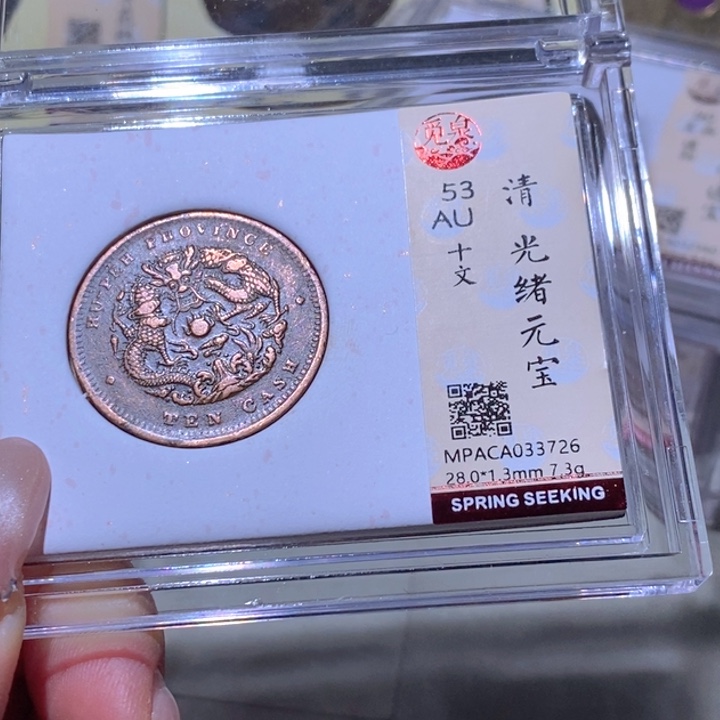 HU-PEH PROVINCE
TEN CASH
觅泉
53
AU
十文
清 光绪元宝
MPACA033726
28.0*1.3mm 7.3g
SPRING SEEKING